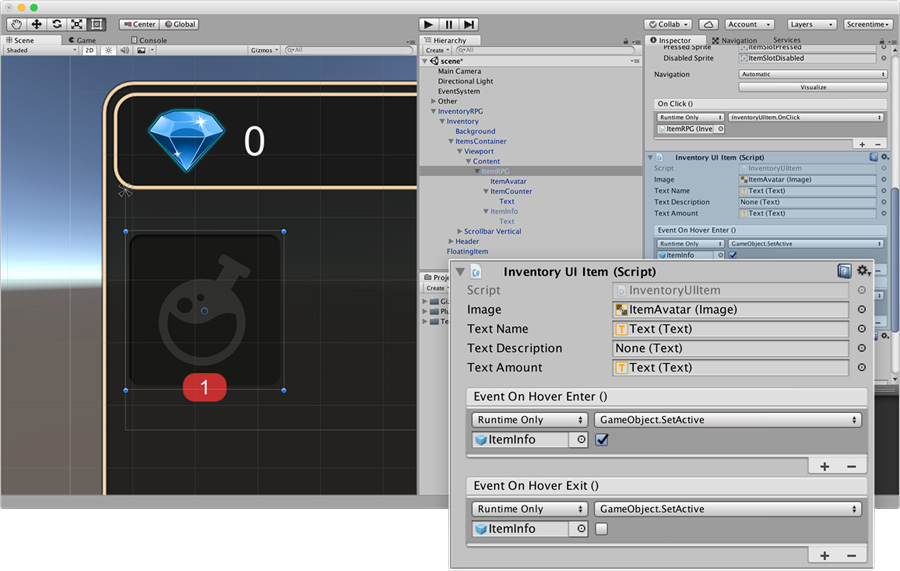 Center Global
Collab Account Layers Screentime
Scene Game Console
Shaded 2D Gizmos All
0
1
Hierarchy
Create All
scene*
Main Camera
Directional Light
EventSystem
Other
InventoryRPG
Inventory
Background
ItemsContainer
Viewport
Content
ItemRPG
ItemAvatar
ItemCounter
Text
ItemInfo
Text
Scrollbar Vertical
Header
FloatingItem
Create
Inspector Navigation Services
Pressed Sprite ItemSlotPressed
Disabled Sprite ItemSlotDisabled
Navigation Automatic
Visualize
On Click ()
Runtime Only InventoryUIItem.OnClick
ItemRPG (Inve
+ −
Inventory UI Item (Script)
Script InventoryUIItem
Image ItemAvatar (Image)
Text Name Text (Text)
Text Description None (Text)
Text Amount Text (Text)
Event On Hover Enter ()
Runtime Only GameObject.SetActive
ItemInfo
Inventory UI Item (Script)
Script InventoryUIItem
Image ItemAvatar (Image)
Text Name Text (Text)
Text Description None (Text)
Text Amount Text (Text)
Event On Hover Enter ()
Runtime Only GameObject.SetActive
ItemInfo
+ −
Event On Hover Exit ()
Runtime Only GameObject.SetActive
ItemInfo
+ −